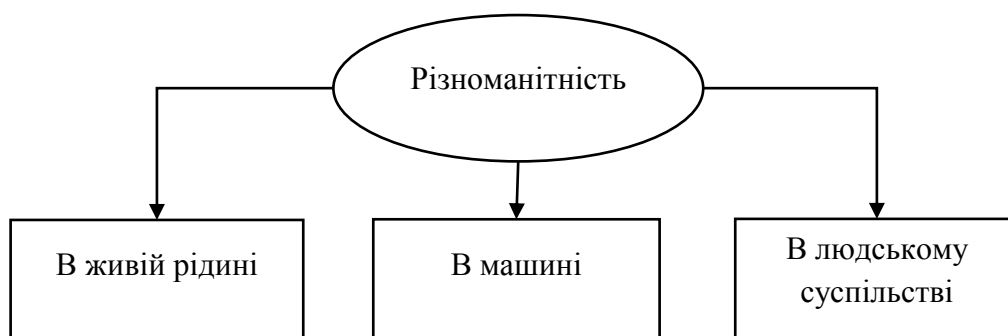 Різноманітність
В живій рідині
В машині
В людському
суспільстві